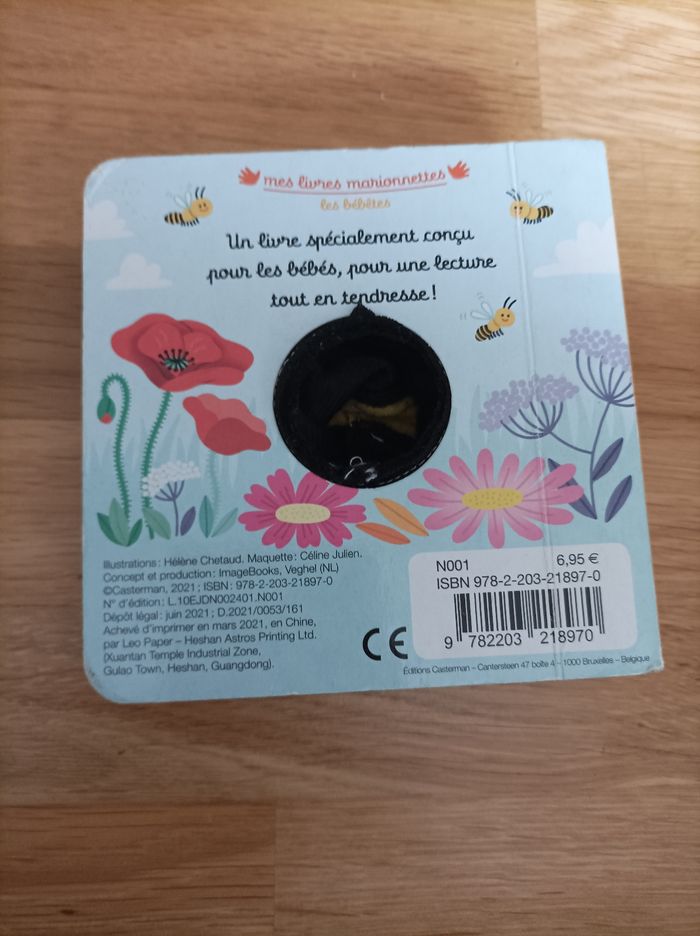 mes livres marionnettes
les bébêtes
Un livre spécialement conçu
pour les bébés, pour une lecture
tout en tendresse !
Illustrations : Hélène Chetaud. Maquette : Céline Julien.
Concept et production : ImageBooks, Veghel (NL)
©Casterman, 2021 ; ISBN : 978-2-203-21897-0
N° d'édition : L.10EJDN002401.N001
Dépôt légal : juin 2021 ; D.2021/0053/161
Achevé d'imprimer en mars 2021, en Chine,
par Leo Paper – Heshan Astros Printing Ltd.
(Xuantan Temple Industrial Zone,
Gulao Town, Heshan, Guangdong).
CE
N001 6,95 €
ISBN 978-2-203-21897-0
9 782203 218970
Éditions Casterman – Cantersteen 47 boîte 4 – 1000 Bruxelles – Belgique